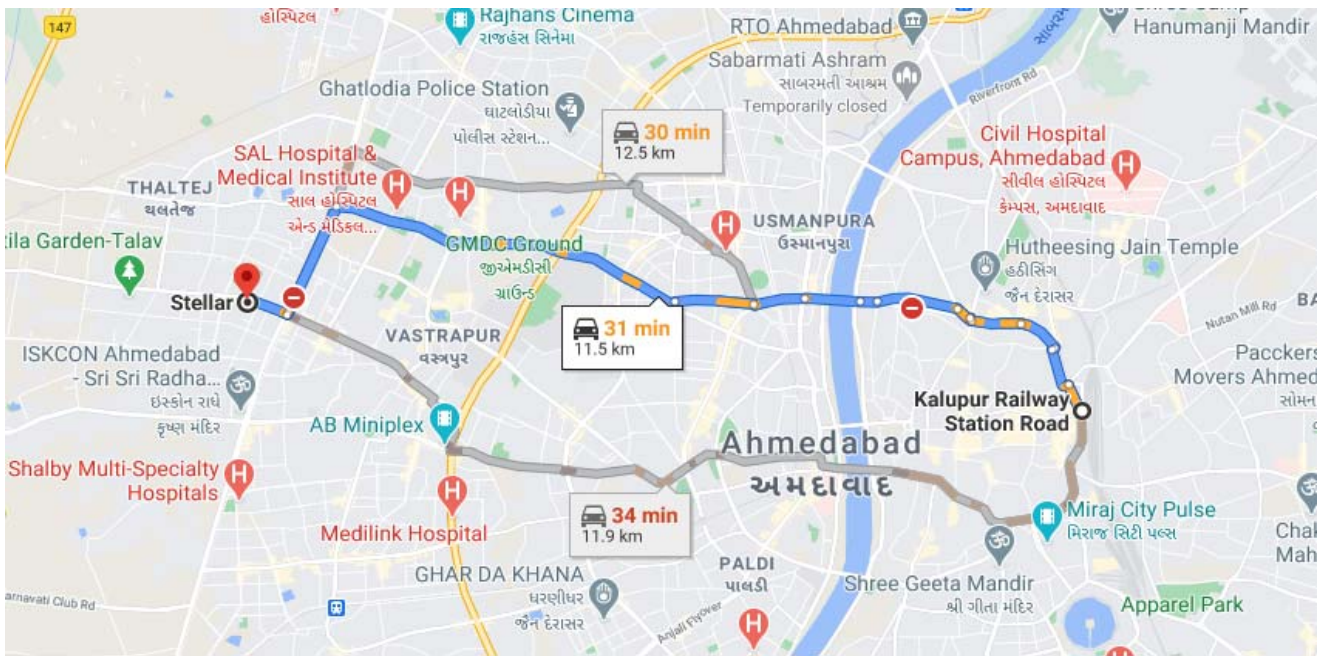 147
હોસ્પિટલ
Rajhans Cinema
રાજહંસ સિનેમા
RTO Ahmedabad
Hanumanji Mandir
Sabarmati Ashram
સાબરમતી આશ્રમ
Temporarily closed
Riverfront Rd
Ghatlodia Police Station
ઘાટલોડીયા
પોલીસ સ્ટેશન...
30 min
12.5 km
Civil Hospital
Campus, Ahmedabad
સીવીલ હોસ્પિટલ
કેમ્પસ, અમદાવાદ
SAL Hospital &
Medical Institute
સાલ હોસ્પિટલ
એન્ડ મેડિકલ...
THALTEJ
થલતેજ
USMANPURA
ઉસ્માનપુરા
tila Garden-Talav
GMDC Ground
જીએમડીસી
ગ્રાઉન્ડ
Hutheesing Jain Temple
હઠીસિંગ
જૈન દેરાસર
Stellar
Nutan Mill Rd
BA
VASTRAPUR
વસ્ત્રપુર
31 min
11.5 km
ISKCON Ahmedabad
- Sri Sri Radha...
ઇસ્કોન રાધે
કૃષ્ણ મંદિર
Pacckers
Movers Ahmed
સોમન
Kalupur Railway
Station Road
AB Miniplex
Ahmedabad
અમદાવાદ
Shalby Multi-Specialty
Hospitals
Medilink Hospital
34 min
11.9 km
Miraj City Pulse
મિરાજ સિટી પલ્સ
Chak
Mah
PALDI
પાલડી
GHAR DA KHANA
ધરણીધર
જૈન દેરાસર
Shree Geeta Mandir
શ્રી ગીતા મંદિર
Apparel Park
arnavati Club Rd
Anjali Flyover